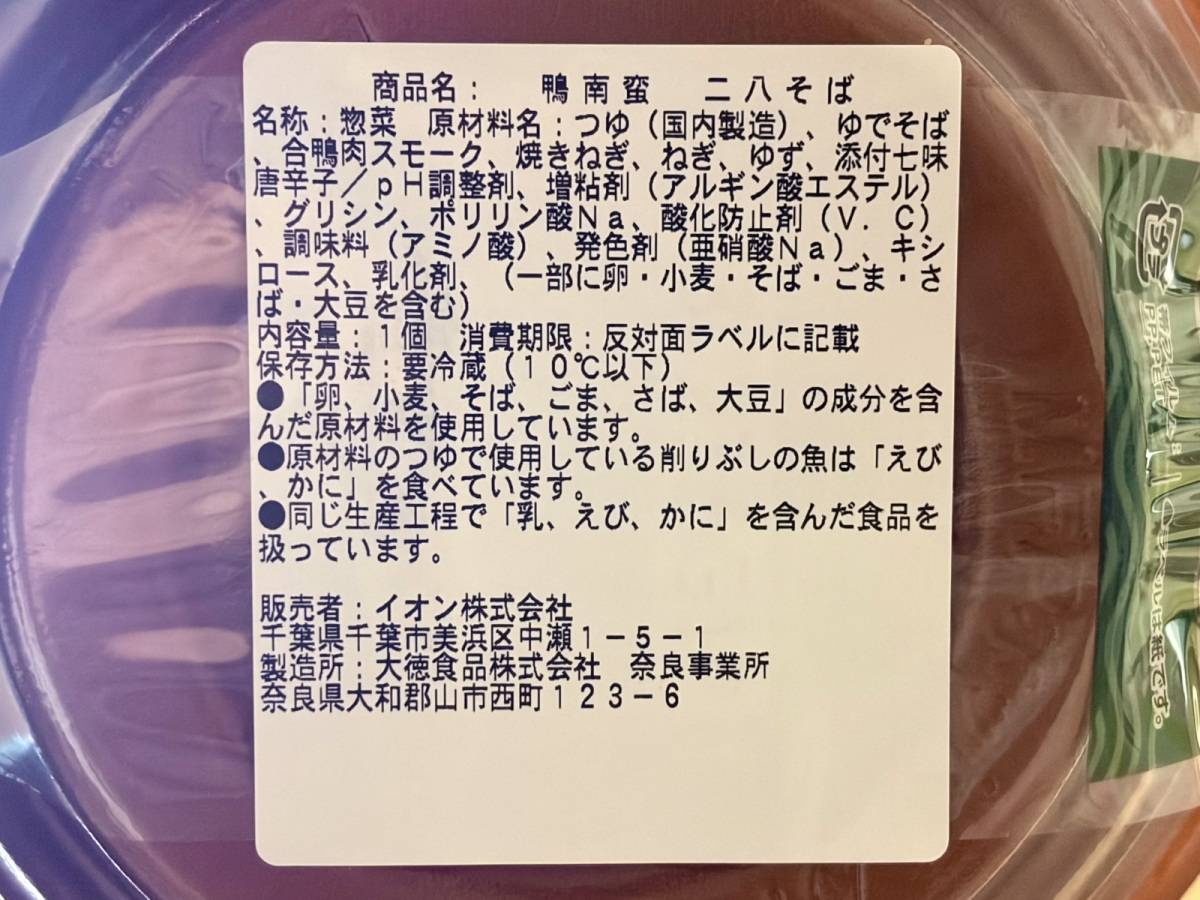 商品名：　鴨南蛮　二八そば
名称：惣菜　原材料名：つゆ（国内製造）、ゆでそば
、合鴨肉スモーク、焼きねぎ、ねぎ、ゆず、添付七味
唐辛子／ｐＨ調整剤、増粘剤（アルギン酸エステル）
、グリシン、ポリリン酸Ｎａ、酸化防止剤（Ｖ．Ｃ）
、調味料（アミノ酸）、発色剤（亜硝酸Ｎａ）、キシ
ロース、乳化剤、（一部に卵・小麦・そば・ごま・さ
ば・大豆を含む）
内容量：１個　消費期限：反対面ラベルに記載
保存方法：要冷蔵（１０℃以下）
●「卵、小麦、そば、ごま、さば、大豆」の成分を含
んだ原材料を使用しています。
●原材料のつゆで使用している削りぶしの魚は「えび
、かに」を食べています。
●同じ生産工程で「乳、えび、かに」を含んだ食品を
扱っています。
販売者：イオン株式会社
千葉県千葉市美浜区中瀬１－５－１
製造所：大徳食品株式会社　奈良事業所
奈良県大和郡山市西町１２３－６
プラ
は紙です。